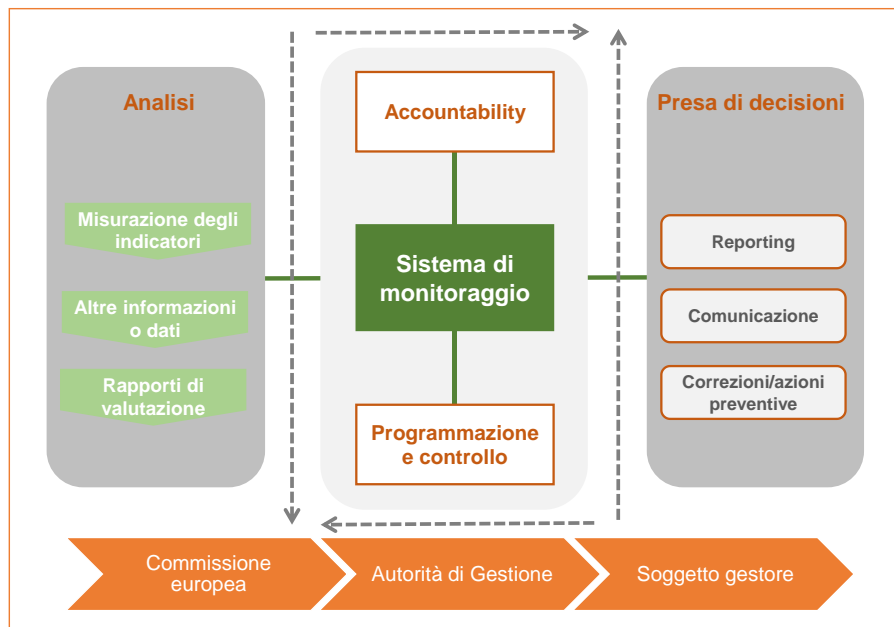 Analisi
Misurazione degli
indicatori
Altre informazioni
o dati
Rapporti di
valutazione
Accountability
Sistema di
monitoraggio
Programmazione
e controllo
Presa di decisioni
Reporting
Comunicazione
Correzioni/azioni
preventive
Commissione
europea
Autorità di Gestione
Soggetto gestore